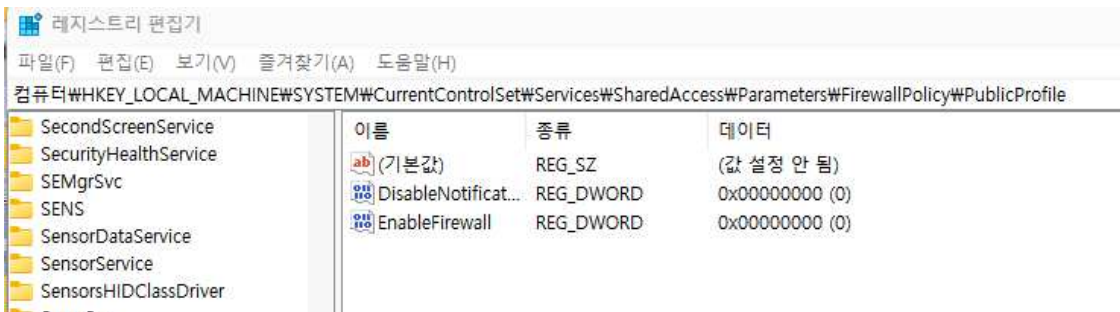 레지스트리 편집기
파일(F) 편집(E) 보기(V) 즐겨찾기(A) 도움말(H)
컴퓨터₩HKEY_LOCAL_MACHINE₩SYSTEM₩CurrentControlSet₩Services₩SharedAccess₩Parameters₩FirewallPolicy₩PublicProfile
SecondScreenService
SecurityHealthService
SEMgrSvc
SENS
SensorDataService
SensorService
SensorsHIDClassDriver
이름 종류 데이터
(기본값) REG_SZ (값 설정 안 됨)
DisableNotificat... REG_DWORD 0x00000000 (0)
EnableFirewall REG_DWORD 0x00000000 (0)